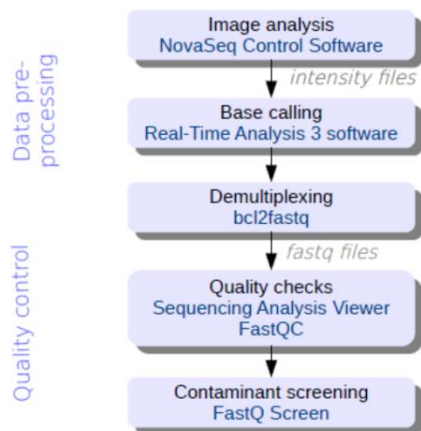 Data pre-
processing
Image analysis
NovaSeq Control Software
intensity files
Base calling
Real-Time Analysis 3 software
Demultiplexing
bcl2fastq
fastq files
Quality control
Quality checks
Sequencing Analysis Viewer
FastQC
Contaminant screening
FastQ Screen